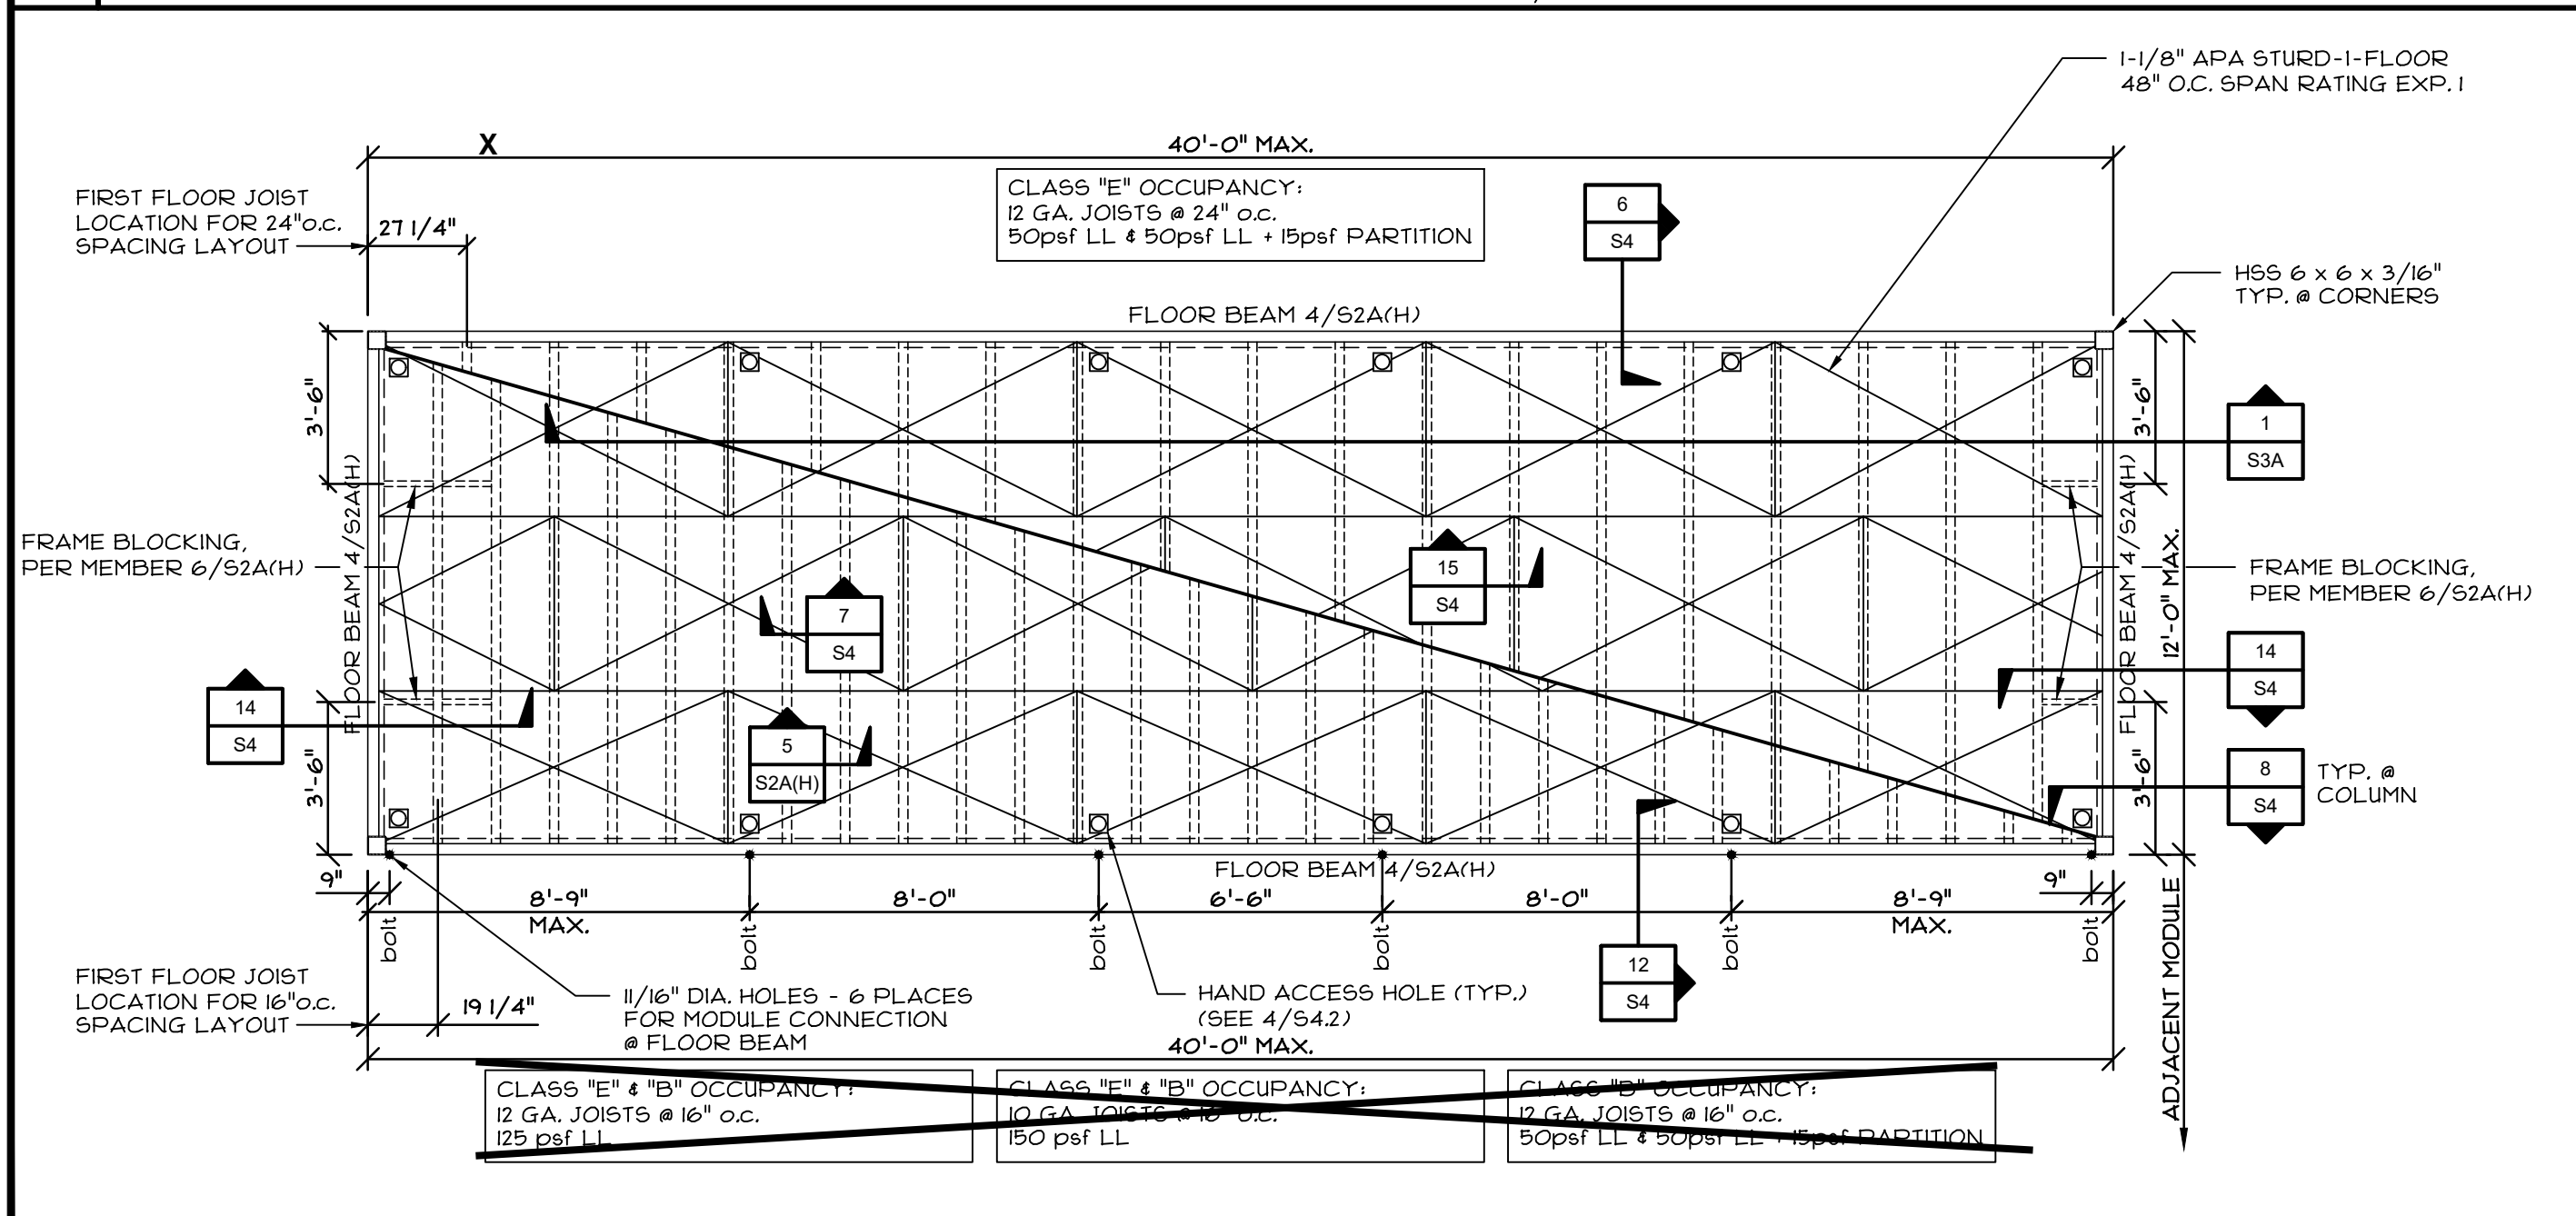 1-1/8" APA STURD-1-FLOOR
48" O.C. SPAN RATING EXP. 1
X
40'-0" MAX.
FIRST FLOOR JOIST
LOCATION FOR 24"o.c.
SPACING LAYOUT
27 1/4"
CLASS "E" OCCUPANCY:
12 GA. JOISTS @ 24" o.c.
50psf LL & 50psf LL + 15psf PARTITION
6
S4
HSS 6 x 6 x 3/16"
TYP. @ CORNERS
FLOOR BEAM 4/S2A(H)
3'-6"
3'-6"
1
S3A
FLOOR BEAM 4/S2A(H)
FLOOR BEAM 4/S2A(H)
12'-0" MAX.
FRAME BLOCKING,
PER MEMBER 6/S2A(H)
15
S4
FRAME BLOCKING,
PER MEMBER 6/S2A(H)
7
S4
14
S4
14
S4
5
S2A(H)
3'-6"
3'-6"
8
S4
TYP. @
COLUMN
FLOOR BEAM 4/S2A(H)
9"
8'-9"
MAX.
8'-0"
6'-6"
8'-0"
8'-9"
MAX.
9"
bolt
bolt
bolt
bolt
bolt
bolt
ADJACENT MODULE
12
S4
FIRST FLOOR JOIST
LOCATION FOR 16"o.c.
SPACING LAYOUT
19 1/4"
11/16" DIA. HOLES - 6 PLACES
FOR MODULE CONNECTION
@ FLOOR BEAM
HAND ACCESS HOLE (TYP.)
(SEE 4/S4.2)
40'-0" MAX.
CLASS "E" & "B" OCCUPANCY:
12 GA. JOISTS @ 16" o.c.
125 psf LL
CLASS "E" & "B" OCCUPANCY:
10 GA. JOISTS @ 16" o.c.
150 psf LL
CLASS "B" OCCUPANCY:
12 GA. JOISTS @ 16" o.c.
50psf LL & 50psf LL + 15psf PARTITION